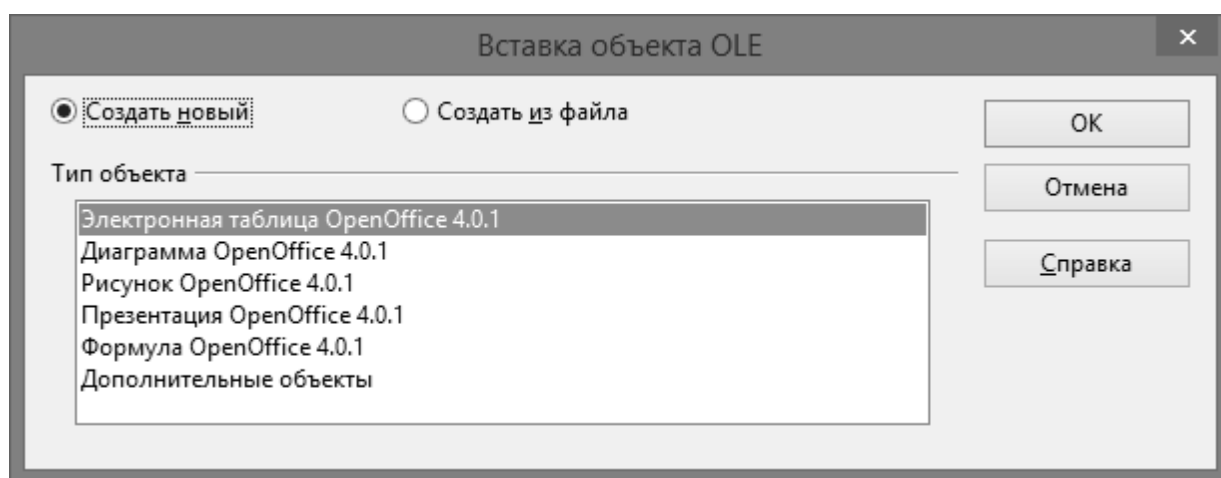 Вставка объекта OLE
Создать новый
Создать из файла
OK
Тип объекта
Отмена
Электронная таблица OpenOffice 4.0.1
Диаграмма OpenOffice 4.0.1
Справка
Рисунок OpenOffice 4.0.1
Презентация OpenOffice 4.0.1
Формула OpenOffice 4.0.1
Дополнительные объекты